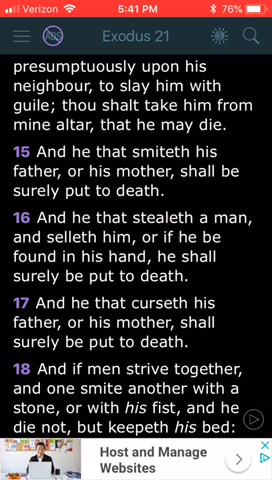 Verizon 5:41 PM 76%
ADS Exodus 21
presumptuously upon his
neighbour, to slay him with
guile; thou shalt take him from
mine altar, that he may die.
15 And he that smiteth his
father, or his mother, shall be
surely put to death.
16 And he that stealeth a man,
and selleth him, or if he be
found in his hand, he shall
surely be put to death.
17 And he that curseth his
father, or his mother, shall
surely be put to death.
18 And if men strive together,
and one smite another with a
stone, or with his fist, and he
die not, but keepeth his bed:
Host and Manage
Websites